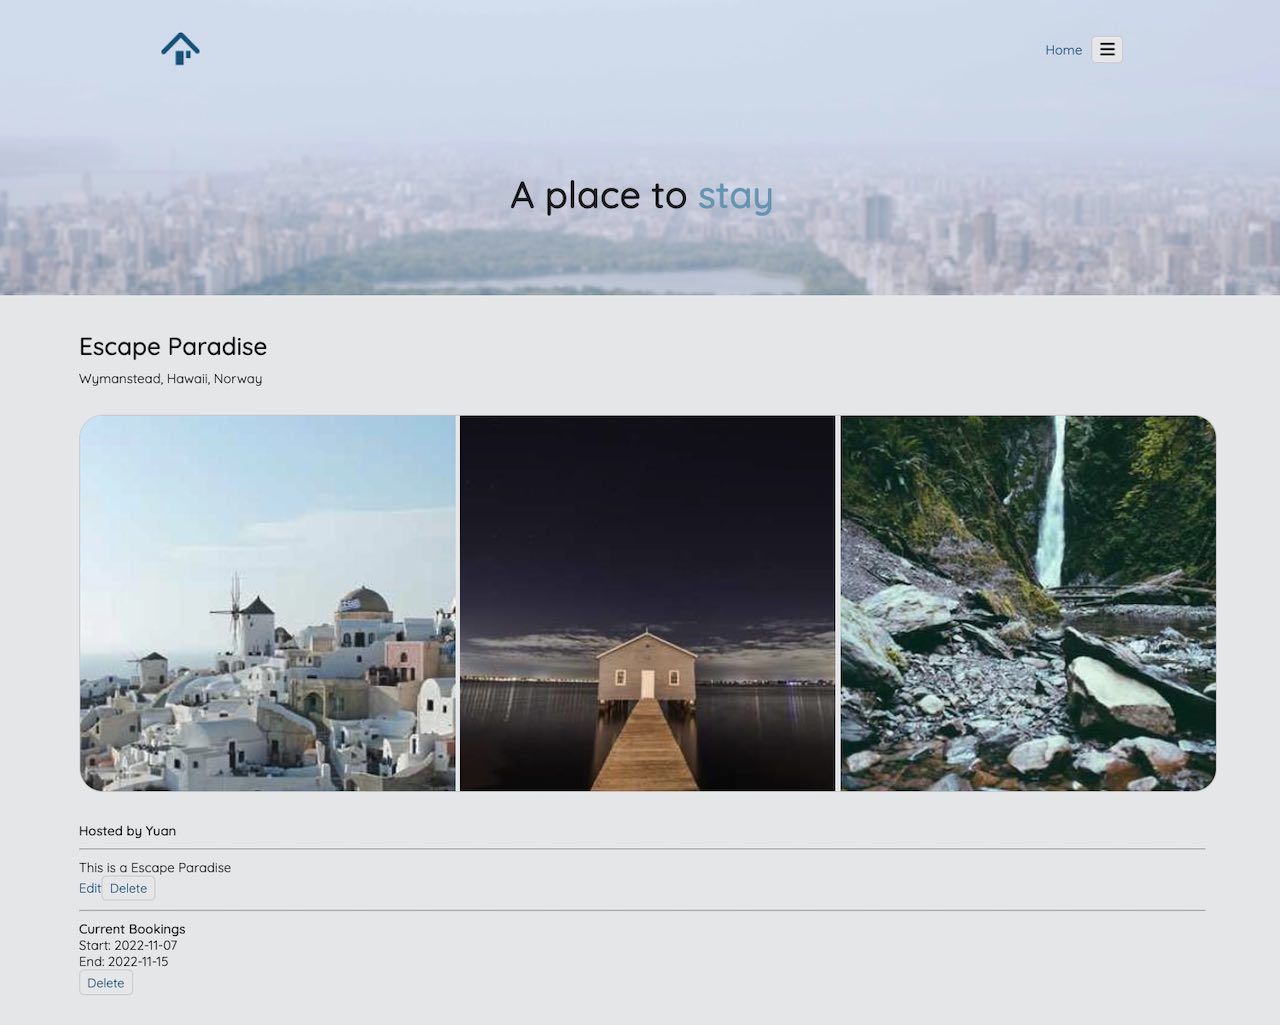 Home
A place to stay
Escape Paradise
Wymanstead, Hawaii, Norway
Hosted by Yuan
This is a Escape Paradise
Edit Delete
Current Bookings
Start: 2022-11-07
End: 2022-11-15
Delete